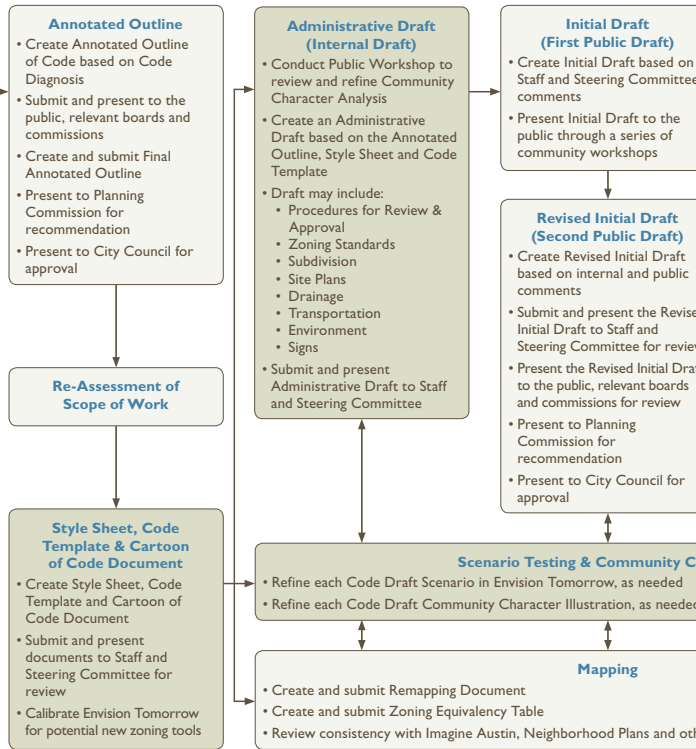 Annotated Outline
• Create Annotated Outline
of Code based on Code
Diagnosis
• Submit and present to the
public, relevant boards and
commissions
• Create and submit Final
Annotated Outline
• Present to Planning
Commission for
recommendation
• Present to City Council for
approval
Re-Assessment of
Scope of Work
Style Sheet, Code
Template & Cartoon
of Code Document
• Create Style Sheet, Code
Template and Cartoon of
Code Document
• Submit and present
documents to Staff and
Steering Committee for
review
• Calibrate Envision Tomorrow
for potential new zoning tools
Administrative Draft
(Internal Draft)
• Conduct Public Workshop to
review and refine Community
Character Analysis
• Create an Administrative
Draft based on the Annotated
Outline, Style Sheet and Code
Template
• Draft may include:
• Procedures for Review &
Approval
• Zoning Standards
• Subdivision
• Site Plans
• Drainage
• Transportation
• Environment
• Signs
• Submit and present
Administrative Draft to Staff
and Steering Committee
Initial Draft
(First Public Draft)
• Create Initial Draft based on
Staff and Steering Committee
comments
• Present Initial Draft to the
public through a series of
community workshops
Revised Initial Draft
(Second Public Draft)
• Create Revised Initial Draft
based on internal and public
comments
• Submit and present the Revise
Initial Draft to Staff and
Steering Committee for review
• Present the Revised Initial Draf
to the public, relevant boards
and commissions for review
• Present to Planning
Commission for
recommendation
• Present to City Council for
approval
Scenario Testing & Community C
• Refine each Code Draft Scenario in Envision Tomorrow, as needed
• Refine each Code Draft Community Character Illustration, as needed
Mapping
• Create and submit Remapping Document
• Create and submit Zoning Equivalency Table
• Review consistency with Imagine Austin, Neighborhood Plans and oth